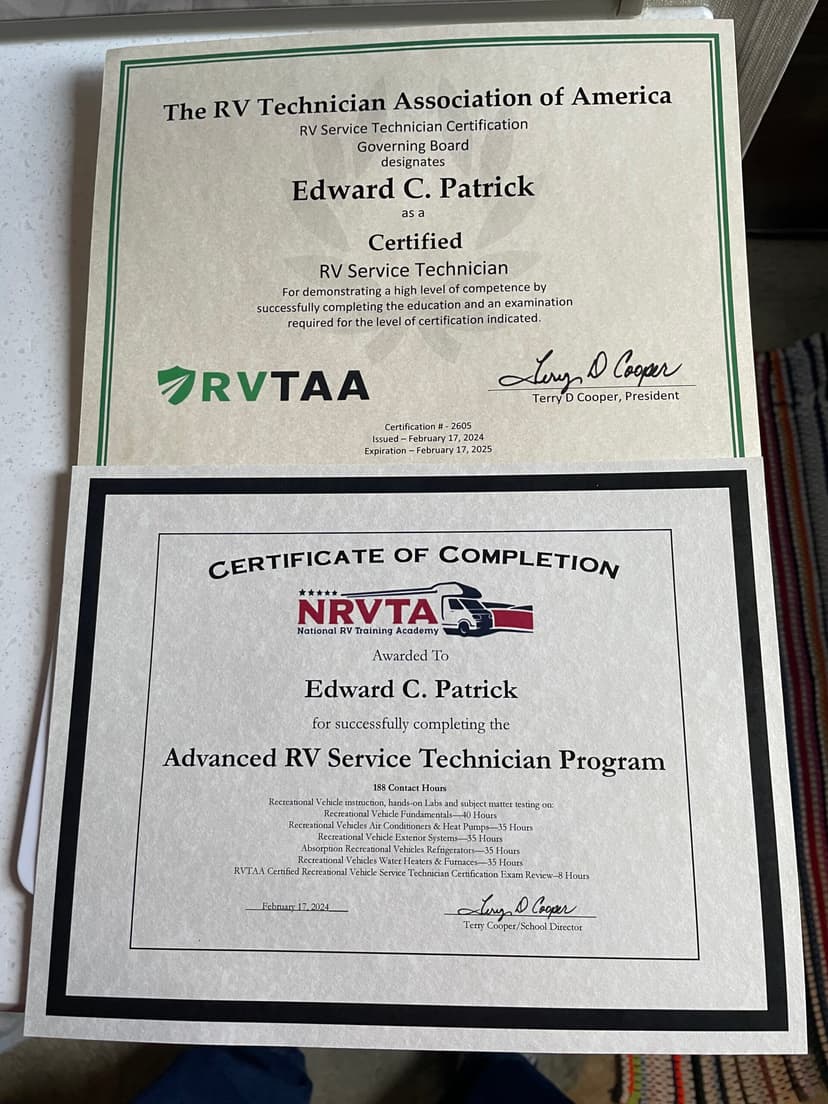 The RV Technician Association of America
RV Service Technician Certification
Governing Board
designates
Edward C. Patrick
as a
Certified
RV Service Technician
For demonstrating a high level of competence by
successfully completing the education and an examination
required for the level of certification indicated.
RVTAA
Terry D Cooper
Terry D Cooper, President
Certification # - 2605
Issued – February 17, 2024
Expiration – February 17, 2025
CERTIFICATE OF COMPLETION
NRVTA
National RV Training Academy
Awarded To
Edward C. Patrick
for successfully completing the
Advanced RV Service Technician Program
188 Contact Hours
Recreational Vehicle instruction, hands-on Labs and subject matter testing on:
Recreational Vehicle Fundamentals—40 Hours
Recreational Vehicles Air Conditioners & Heat Pumps—35 Hours
Recreational Vehicle Exterior Systems—35 Hours
Absorption Recreational Vehicles Refrigerators—35 Hours
Recreational Vehicles Water Heaters & Furnaces—35 Hours
RVTAA Certified Recreational Vehicle Service Technician Certification Exam Review–8 Hours
February 17, 2024
Terry D Cooper
Terry Cooper/School Director